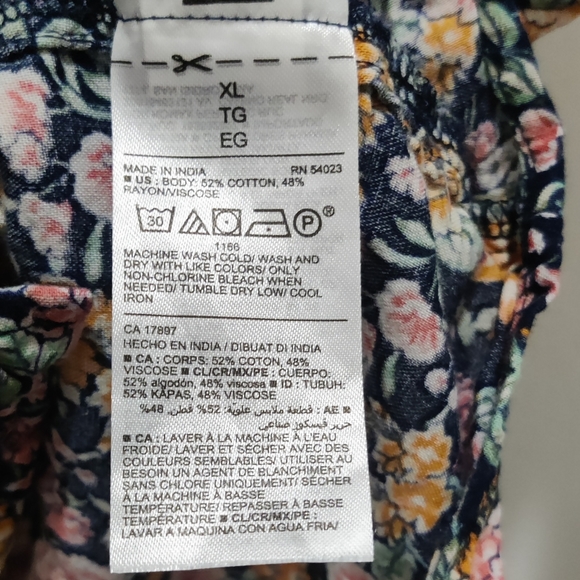 XL
TG
EG
MADE IN INDIA RN 54023
■ US : BODY: 52% COTTON, 48%
RAYON/VISCOSE
30 P ®
1166
MACHINE WASH COLD/ WASH AND
DRY WITH LIKE COLORS/ ONLY
NON-CHLORINE BLEACH WHEN
NEEDED/ TUMBLE DRY LOW/ COOL
IRON
CA 17897
HECHO EN INDIA / DIBUAT DI INDIA
■ CA : CORPS: 52% COTON, 48%
VISCOSE ■ CL/CR/MX/PE : CUERPO:
52% algodón, 48% viscosa ■ ID : TUBUH:
52% KAPAS, 48% VISCOSE
■ AE : قطعة ملابس علوية: 52% قطن, 48%
حرير فيسكوز صناعي
■ CA : LAVER À LA MACHINE À L'EAU
FROIDE/ LAVER ET SÉCHER AVEC DES
COULEURS SEMBLABLES/ UTILISER AU
BESOIN UN AGENT DE BLANCHIMENT
SANS CHLORE UNIQUEMENT/ SÉCHER
À LA MACHINE À BASSE
TEMPÉRATURE/ REPASSER À BASSE
TEMPÉRATURE ■ CL/CR/MX/PE :
LAVAR A MAQUINA CON AGUA FRIA/